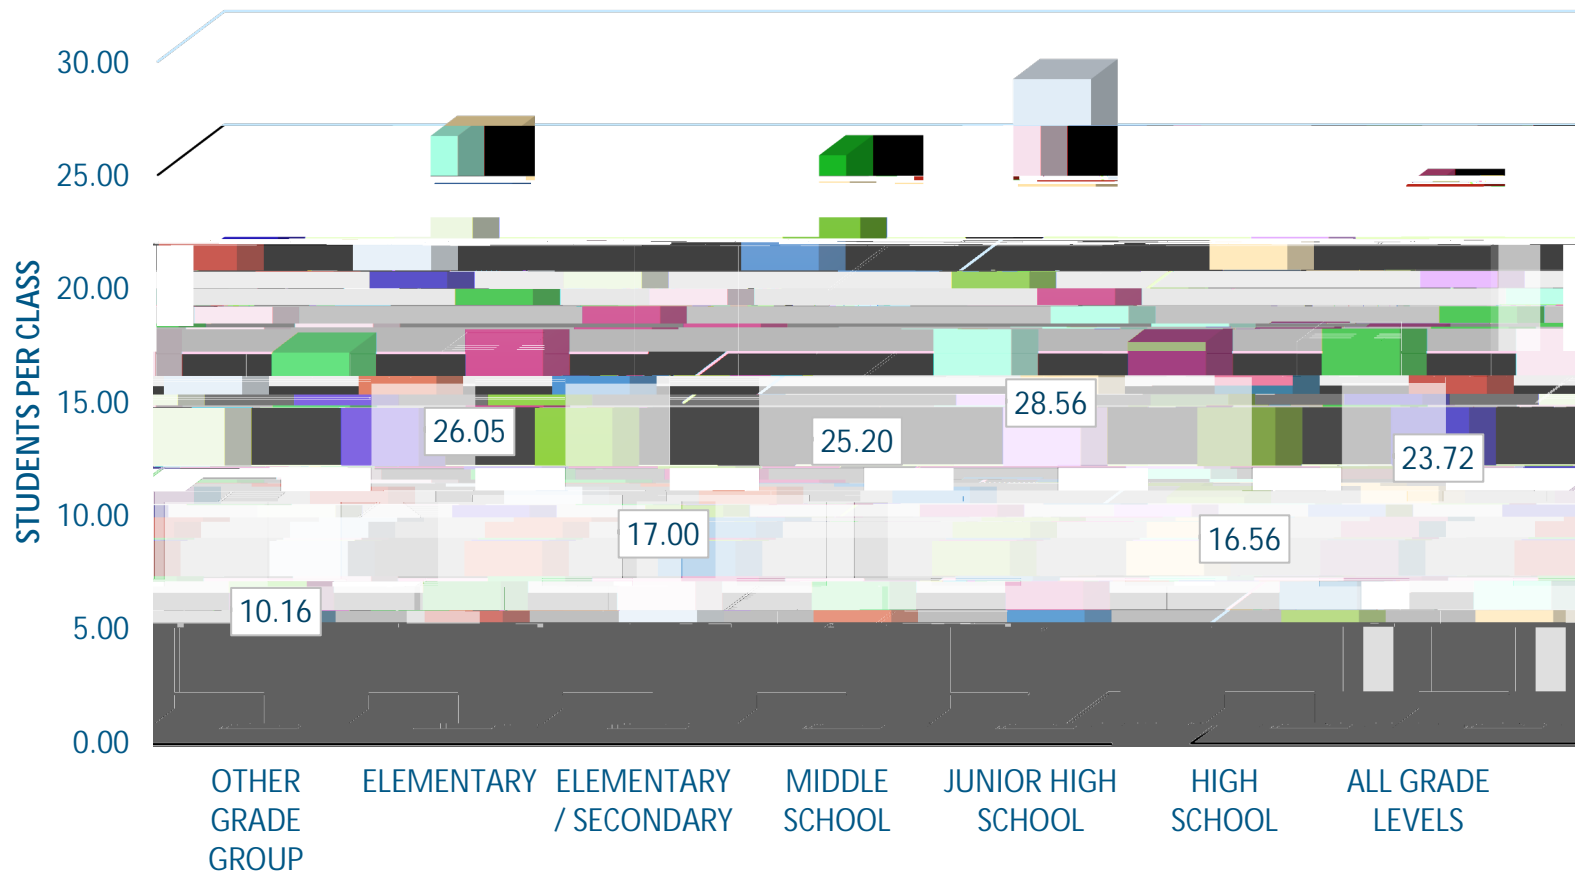 30.00
25.00
20.00
15.00
10.00
5.00
0.00
STUDENTS PER CLASS
10.16
26.05
17.00
25.20
28.56
16.56
23.72
OTHER
GRADE
GROUP
ELEMENTARY
ELEMENTARY
/ SECONDARY
MIDDLE
SCHOOL
JUNIOR HIGH
SCHOOL
HIGH
SCHOOL
ALL GRADE
LEVELS